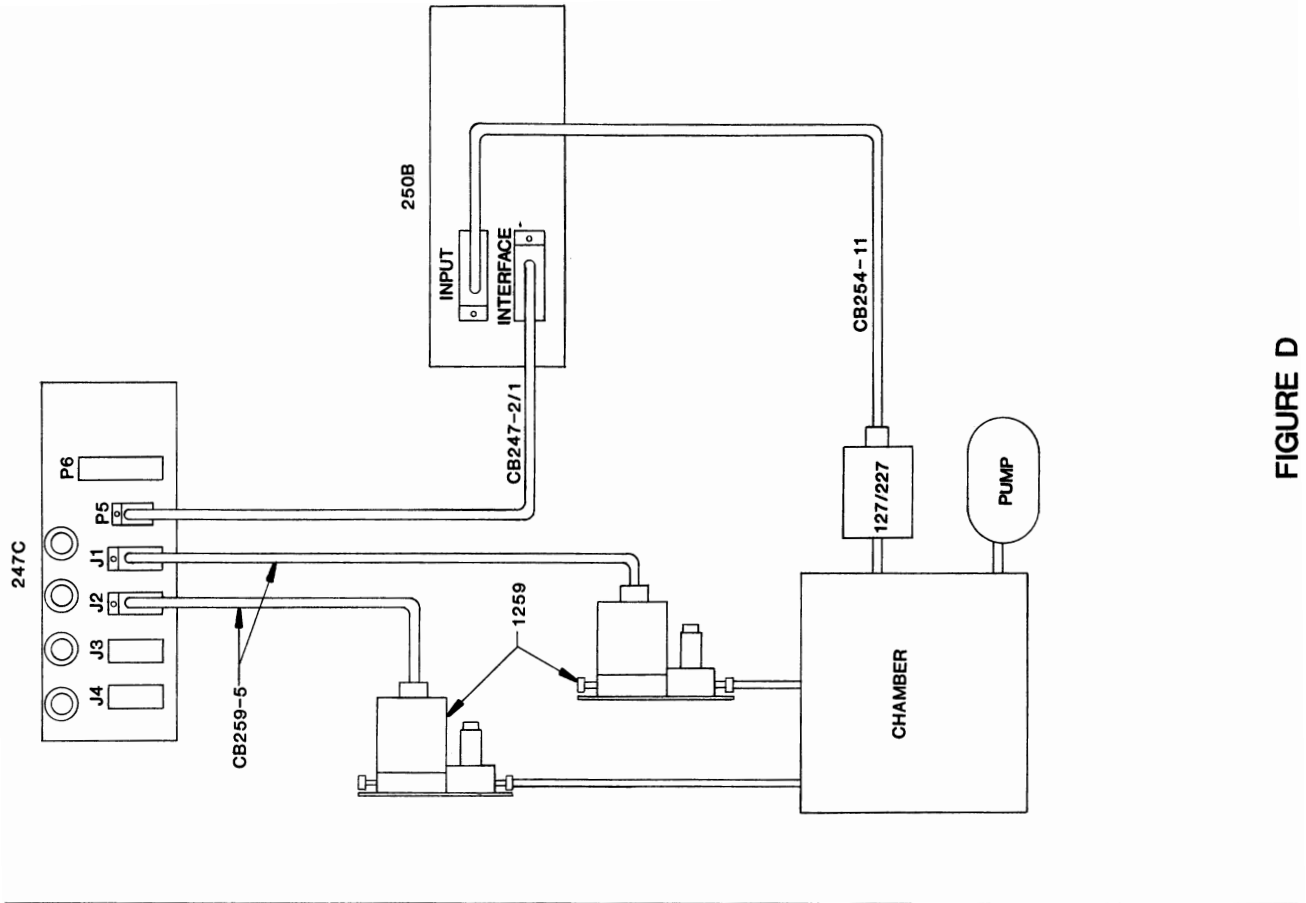 247C
J4
J3
J2
J1
P5
P6
CB259-5
CB247-2/1
250B
INPUT
INTERFACE
CB254-11
1259
127/227
PUMP
CHAMBER
FIGURE D